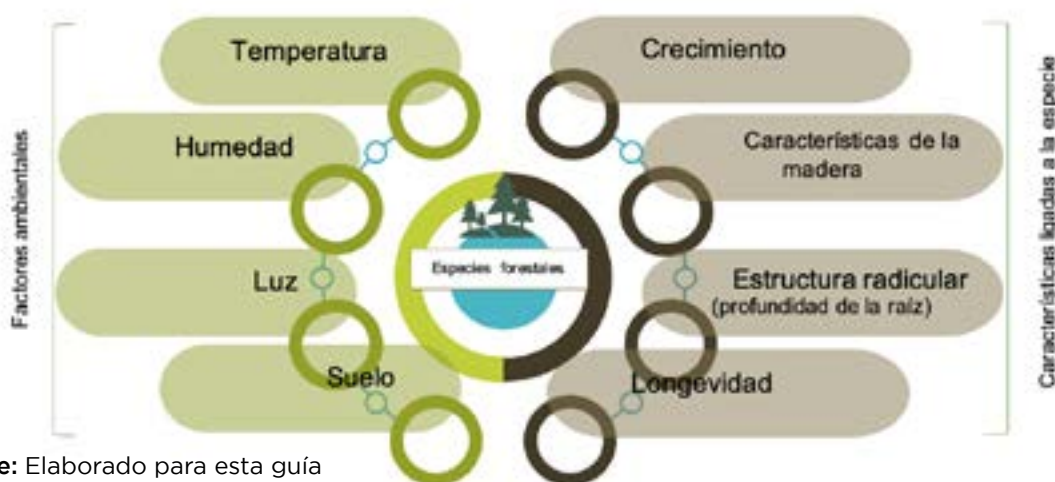 Factores ambientales
Temperatura
Humedad
Luz
Suelo
Especies forestales
Crecimiento
Características de la
madera
Estructura radicular
(profundidad de la raíz)
Longevidad
Características ligadas a la especie
e: Elaborado para esta guía